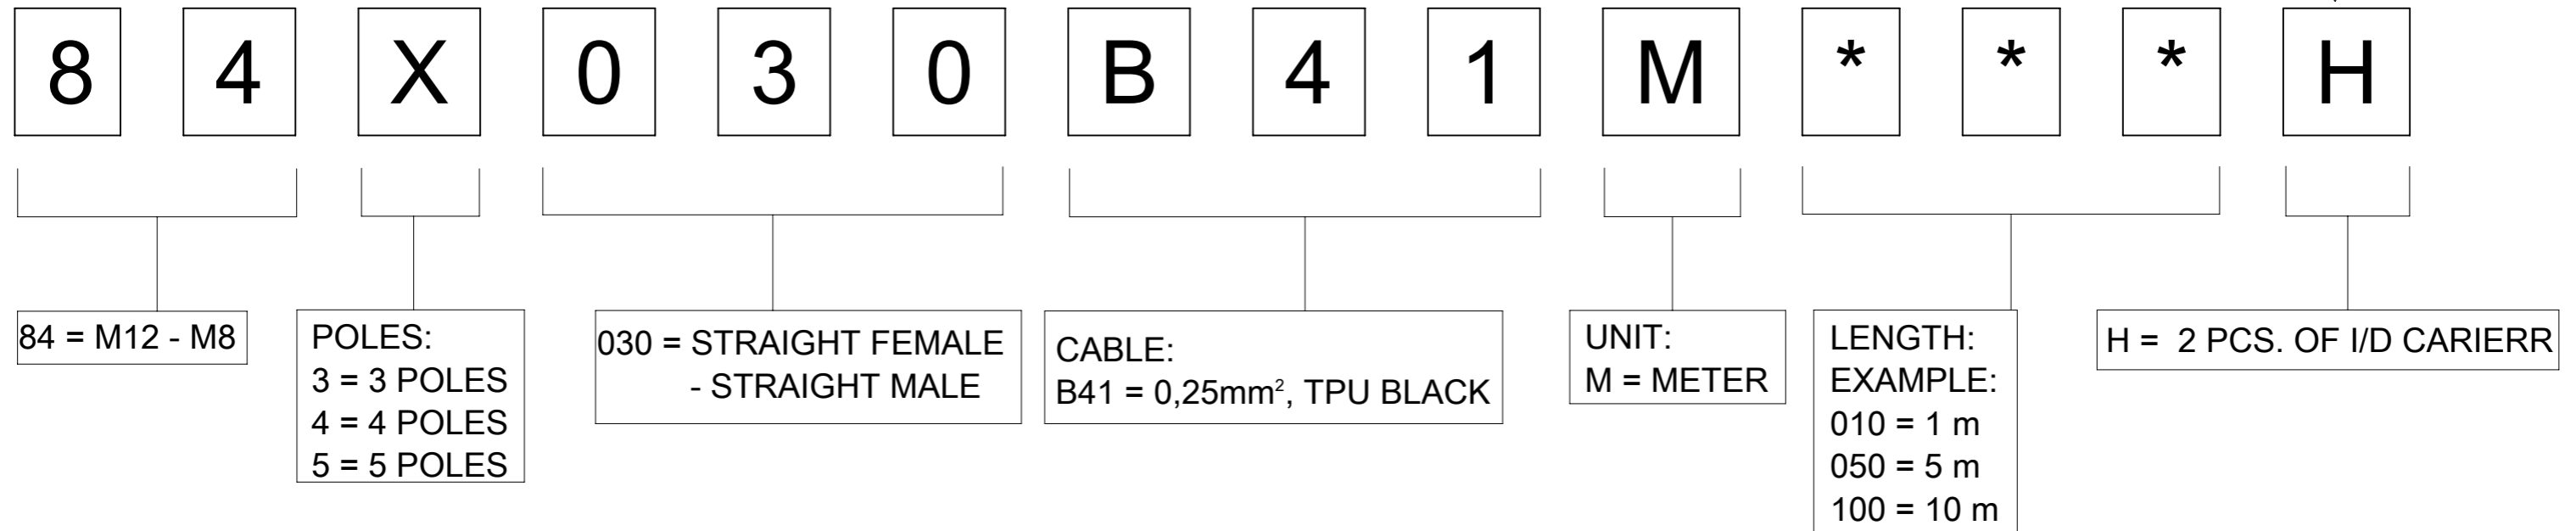 8 4 X 0 3 0 B 4 1 M * * * H
84 = M12 - M8
POLES:
3 = 3 POLES
4 = 4 POLES
5 = 5 POLES
030 = STRAIGHT FEMALE
- STRAIGHT MALE
CABLE:
B41 = 0,25mm², TPU BLACK
UNIT:
M = METER
LENGTH:
EXAMPLE:
010 = 1 m
050 = 5 m
100 = 10 m
H = 2 PCS. OF I/D CARIERR